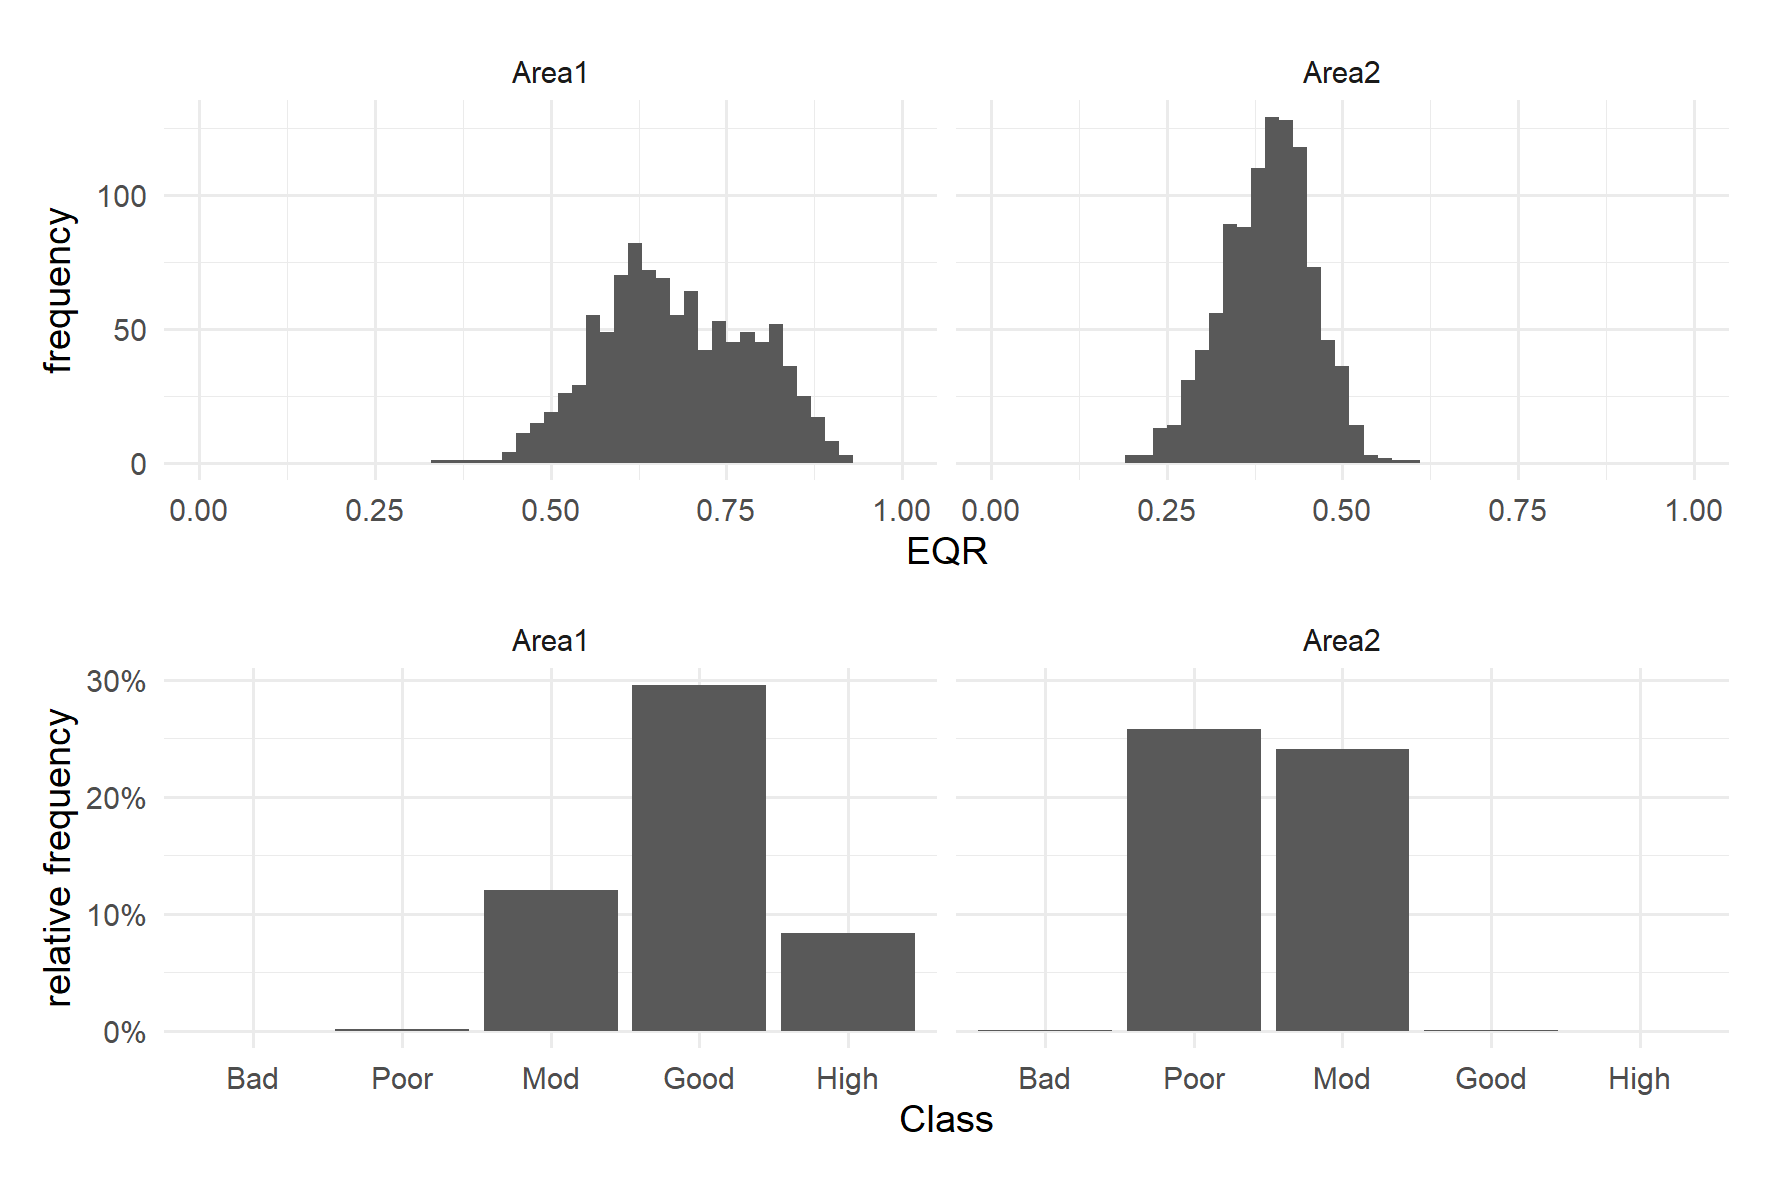 Area1 Area2
100
50
0
frequency
0.00 0.25 0.50 0.75 1.00 0.00 0.25 0.50 0.75 1.00
EQR
Area1 Area2
30%
20%
10%
0%
relative frequency
Bad Poor Mod Good High Bad Poor Mod Good High
Class